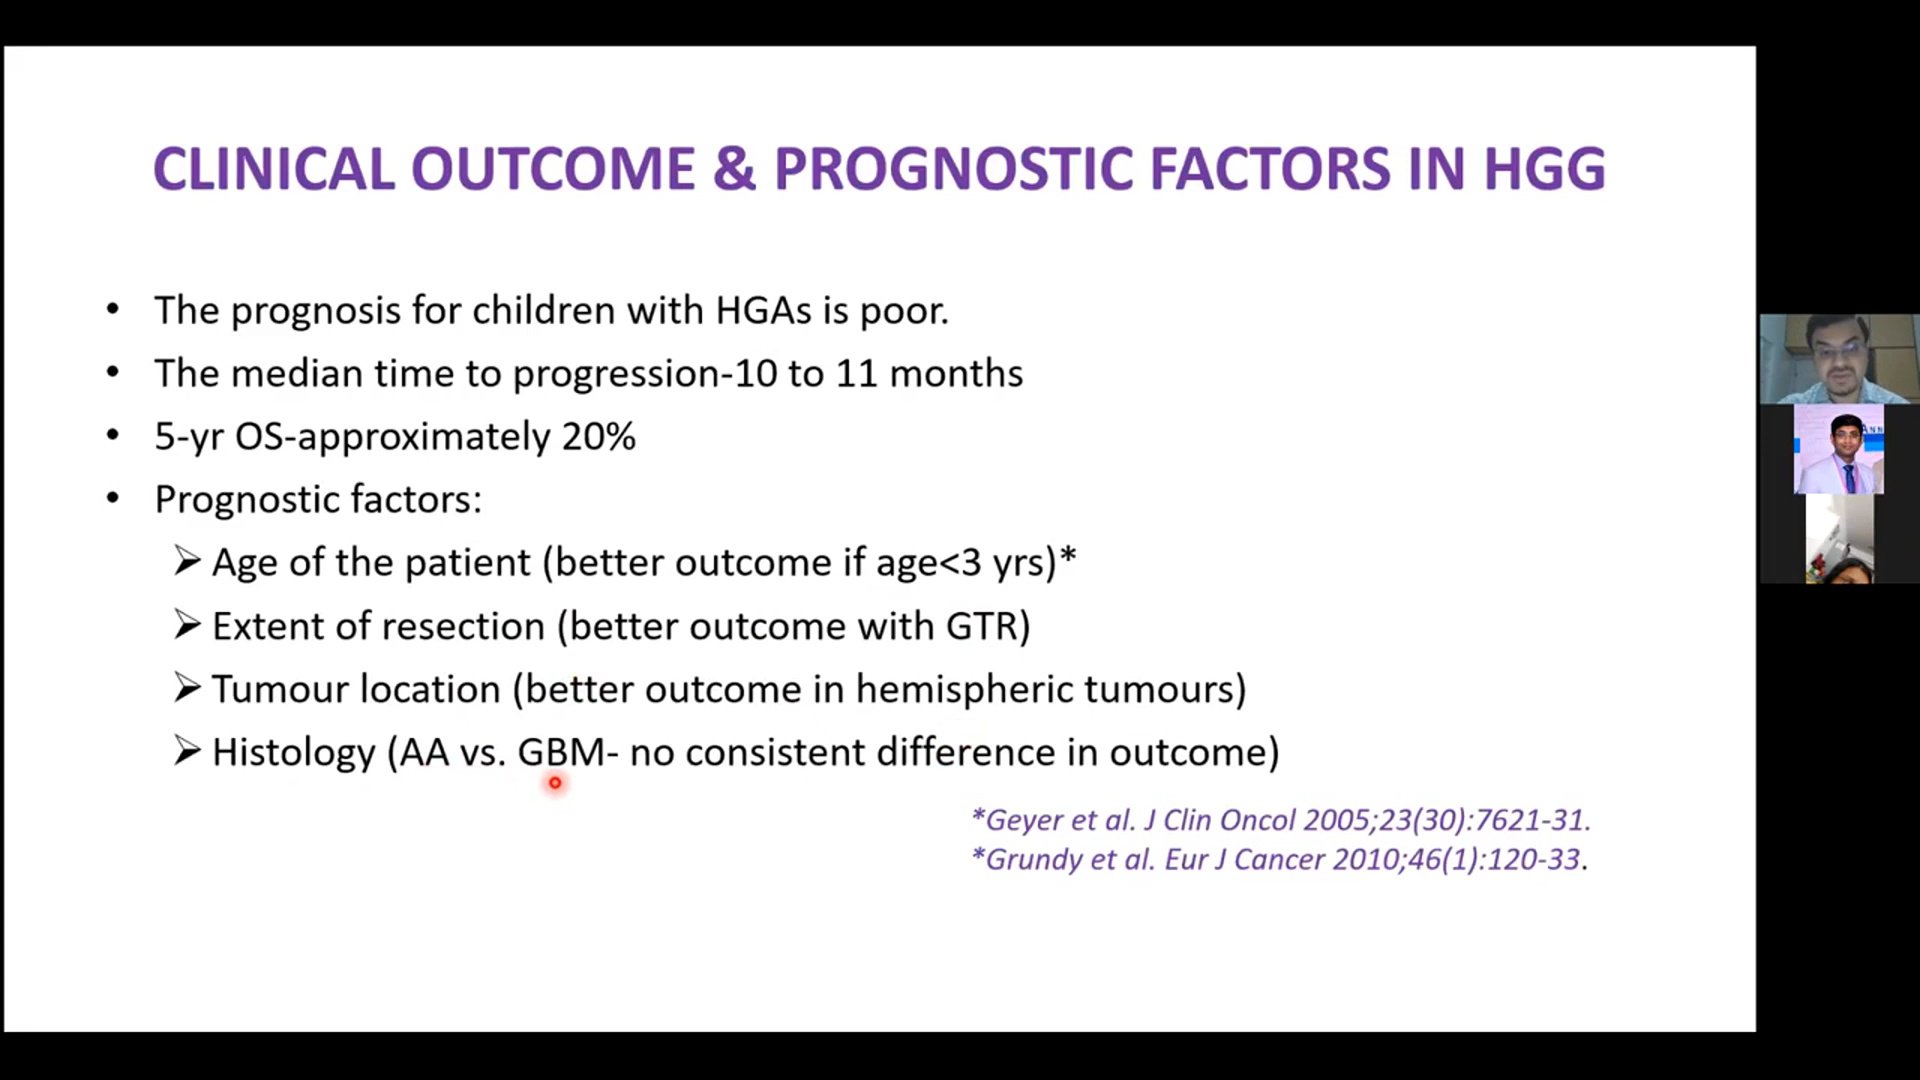 CLINICAL OUTCOME & PROGNOSTIC FACTORS IN HGG
• The prognosis for children with HGAs is poor.
• The median time to progression-10 to 11 months
• 5-yr OS-approximately 20%
• Prognostic factors:
➢ Age of the patient (better outcome if age<3 yrs)*
➢ Extent of resection (better outcome with GTR)
➢ Tumour location (better outcome in hemispheric tumours)
➢ Histology (AA vs. GBM- no consistent difference in outcome)
*Geyer et al. J Clin Oncol 2005;23(30):7621-31.
*Grundy et al. Eur J Cancer 2010;46(1):120-33.